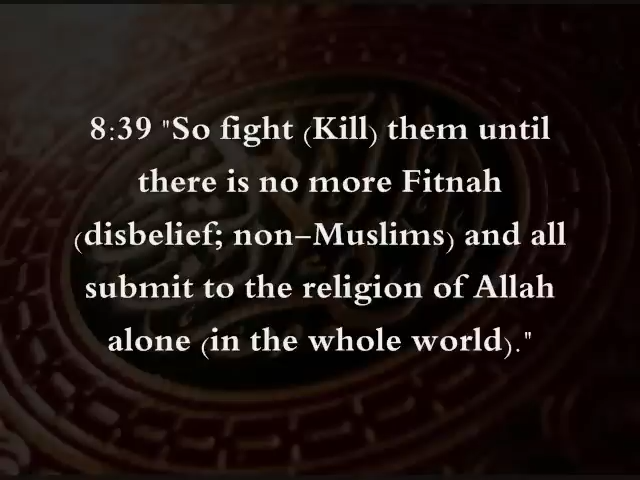 8:39 "So fight (Kill) them until
there is no more Fitnah
(disbelief; non-Muslims) and all
submit to the religion of Allah
alone (in the whole world)."